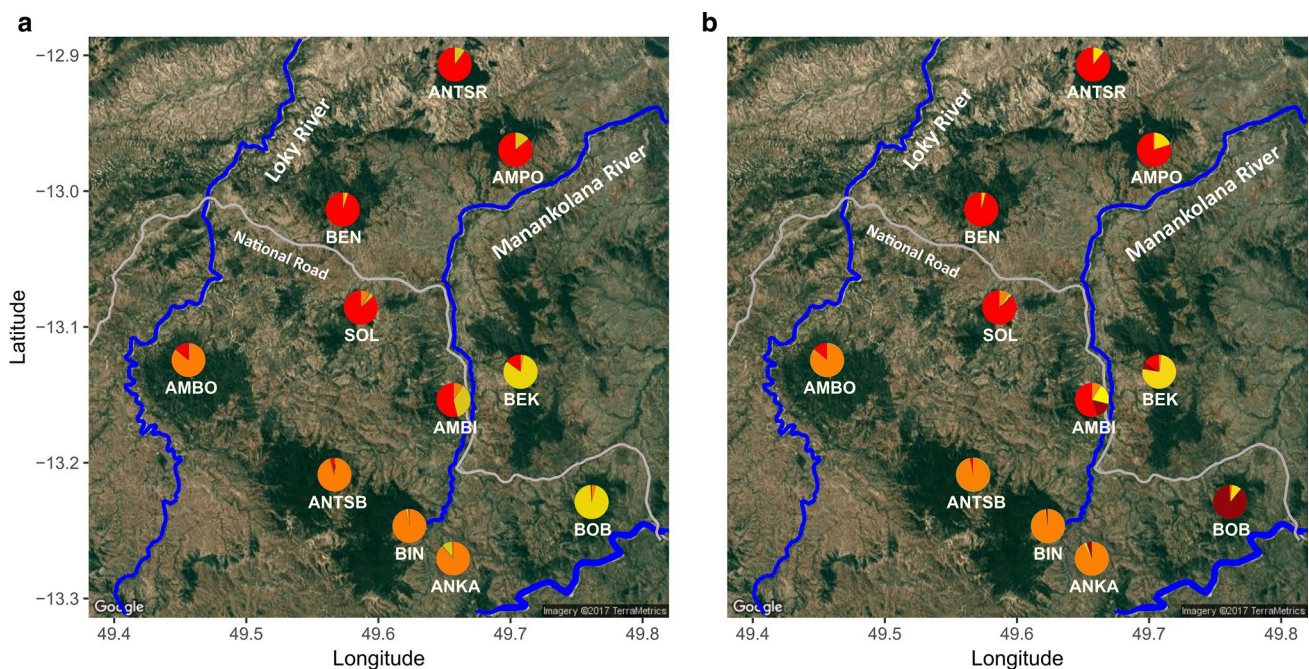 a
b
Latitude
−12.9
−13.0
−13.1
−13.2
−13.3
ANTSR
AMPO
Loky River
Manankolana River
BEN
National Road
SOL
AMBO
BEK
AMBI
ANTSB
BOB
BIN
ANKA
Google
Imagery ©2017 TerraMetrics
49.4
49.5
49.6
49.7
49.8
Longitude
ANTSR
AMPO
Loky River
Manankolana River
BEN
National Road
SOL
AMBO
BEK
AMBI
ANTSB
BOB
BIN
ANKA
Google
Imagery ©2017 TerraMetrics
49.4
49.5
49.6
49.7
49.8
Longitude